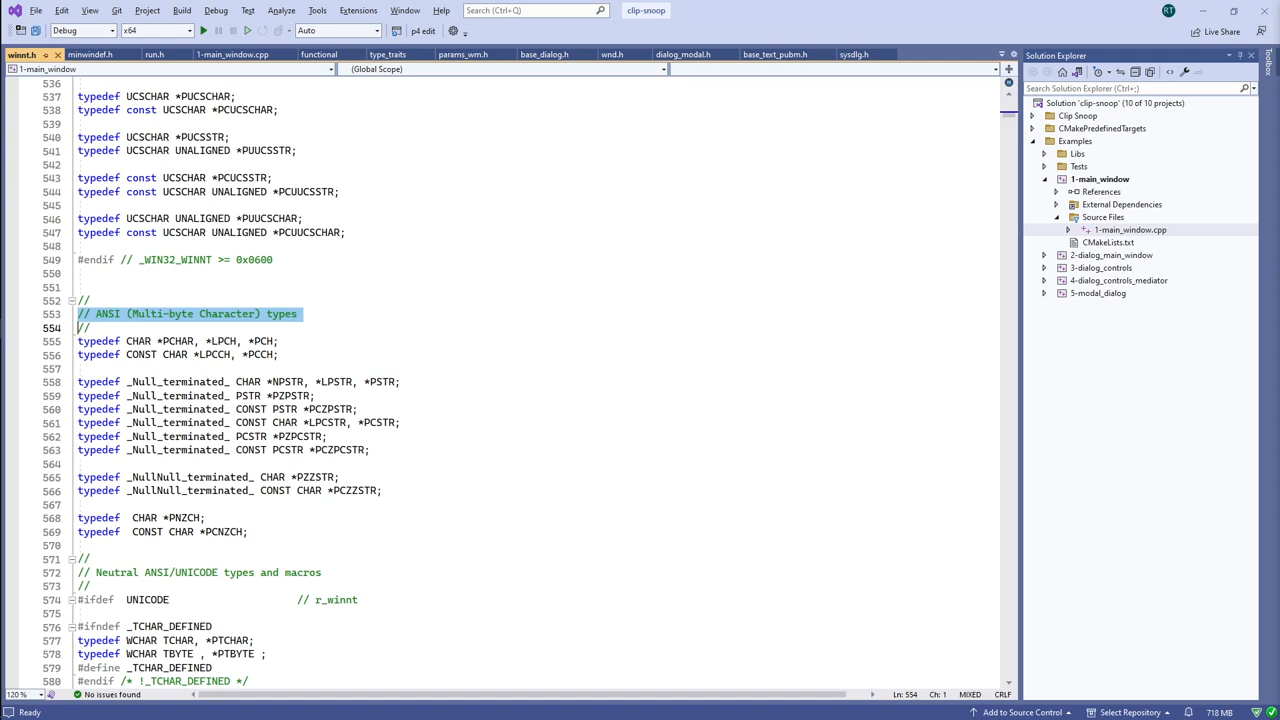 File Edit View Git Project Build Debug Test Analyze Tools Extensions Window Help Search (Ctrl+Q) clip-snoop RT
Debug x64 Auto p4 edit Live Share
winnt.h minwindef.h run.h 1-main_window.cpp functional type_traits params_wm.h base_dialog.h wnd.h dialog_modal.h base_text_pubm.h sysdlg.h
1-main_window (Global Scope)
536
537 typedef UCSCHAR *PUCSCHAR;
538 typedef const UCSCHAR *PCUCSCHAR;
539
540 typedef UCSCHAR *PUCSSTR;
541 typedef UCSCHAR UNALIGNED *PUUCSSTR;
542
543 typedef const UCSCHAR *PCUCSSTR;
544 typedef const UCSCHAR UNALIGNED *PCUUCSSTR;
545
546 typedef UCSCHAR UNALIGNED *PUUCSCHAR;
547 typedef const UCSCHAR UNALIGNED *PCUUCSCHAR;
548
549 #endif // _WIN32_WINNT >= 0x0600
550
551
552 //
553 // ANSI (Multi-byte Character) types
554 //
555 typedef CHAR *PCHAR, *LPCH, *PCH;
556 typedef CONST CHAR *LPCCH, *PCCH;
557
558 typedef _Null_terminated_ CHAR *NPSTR, *LPSTR, *PSTR;
559 typedef _Null_terminated_ PSTR *PZPSTR;
560 typedef _Null_terminated_ CONST PSTR *PCZPSTR;
561 typedef _Null_terminated_ CONST CHAR *LPCSTR, *PCSTR;
562 typedef _Null_terminated_ PCSTR *PZPCSTR;
563 typedef _Null_terminated_ CONST PCSTR *PCZPCSTR;
564
565 typedef _NullNull_terminated_ CHAR *PZZSTR;
566 typedef _NullNull_terminated_ CONST CHAR *PCZZSTR;
567
568 typedef CHAR *PNZCH;
569 typedef CONST CHAR *PCNZCH;
570
571 //
572 // Neutral ANSI/UNICODE types and macros
573 //
574 #ifdef UNICODE // r_winnt
575
576 #ifndef _TCHAR_DEFINED
577 typedef WCHAR TCHAR, *PTCHAR;
578 typedef WCHAR TBYTE , *PTBYTE ;
579 #define _TCHAR_DEFINED
580 #endif /* !_TCHAR_DEFINED */
120 % No issues found Ln: 554 Ch: 1 MIXED CRLF
Solution Explorer
Search Solution Explorer (Ctrl+;)
Solution 'clip-snoop' (10 of 10 projects)
Clip Snoop
CMakePredefinedTargets
Examples
Libs
Tests
1-main_window
References
External Dependencies
Source Files
1-main_window.cpp
CMakeLists.txt
2-dialog_main_window
3-dialog_controls
4-dialog_controls_mediator
5-modal_dialog
Toolbox
Ready Add to Source Control Select Repository 718 MB